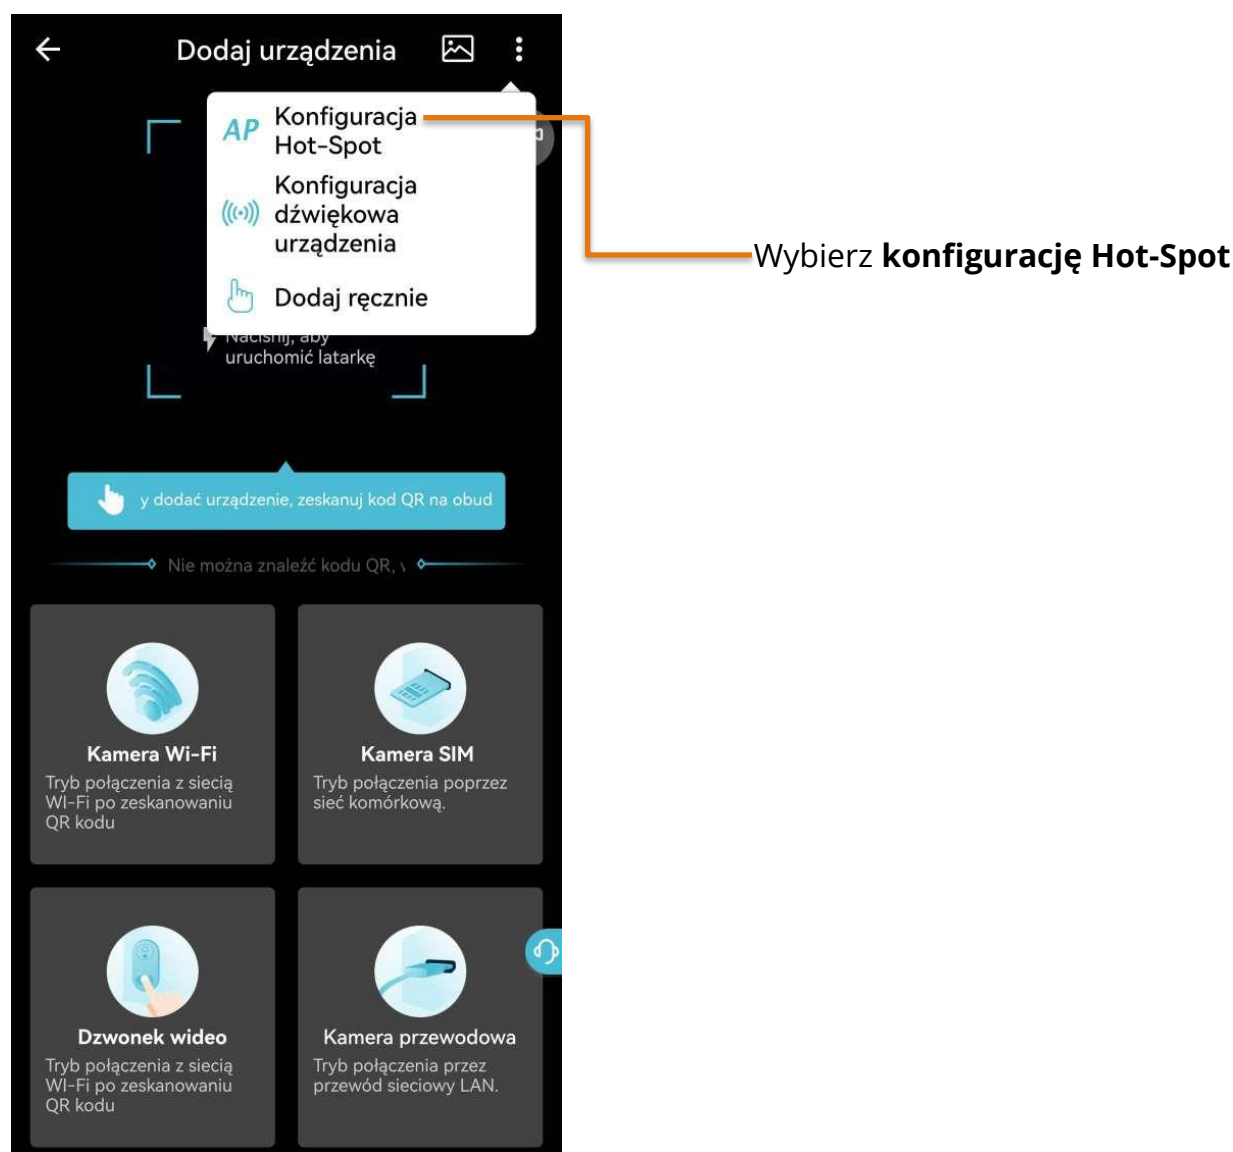 Dodaj urządzenia
AP
Konfiguracja
Hot-Spot
Konfiguracja
dźwiękowa
urządzenia
Dodaj ręcznie
Naciśnij, aby
uruchomić latarkę
Wybierz konfigurację Hot-Spot
y dodać urządzenie, zeskanuj kod QR na obud
Nie można znaleźć kodu QR,
Kamera Wi-Fi
Tryb połączenia z siecią
WI-Fi po zeskanowaniu
QR kodu
Kamera SIM
Tryb połączenia poprzez
sieć komórkową.
Dzwonek wideo
Tryb połączenia z siecią
WI-Fi po zeskanowaniu
QR kodu
Kamera przewodowa
Tryb połączenia przez
przewód sieciowy LAN.